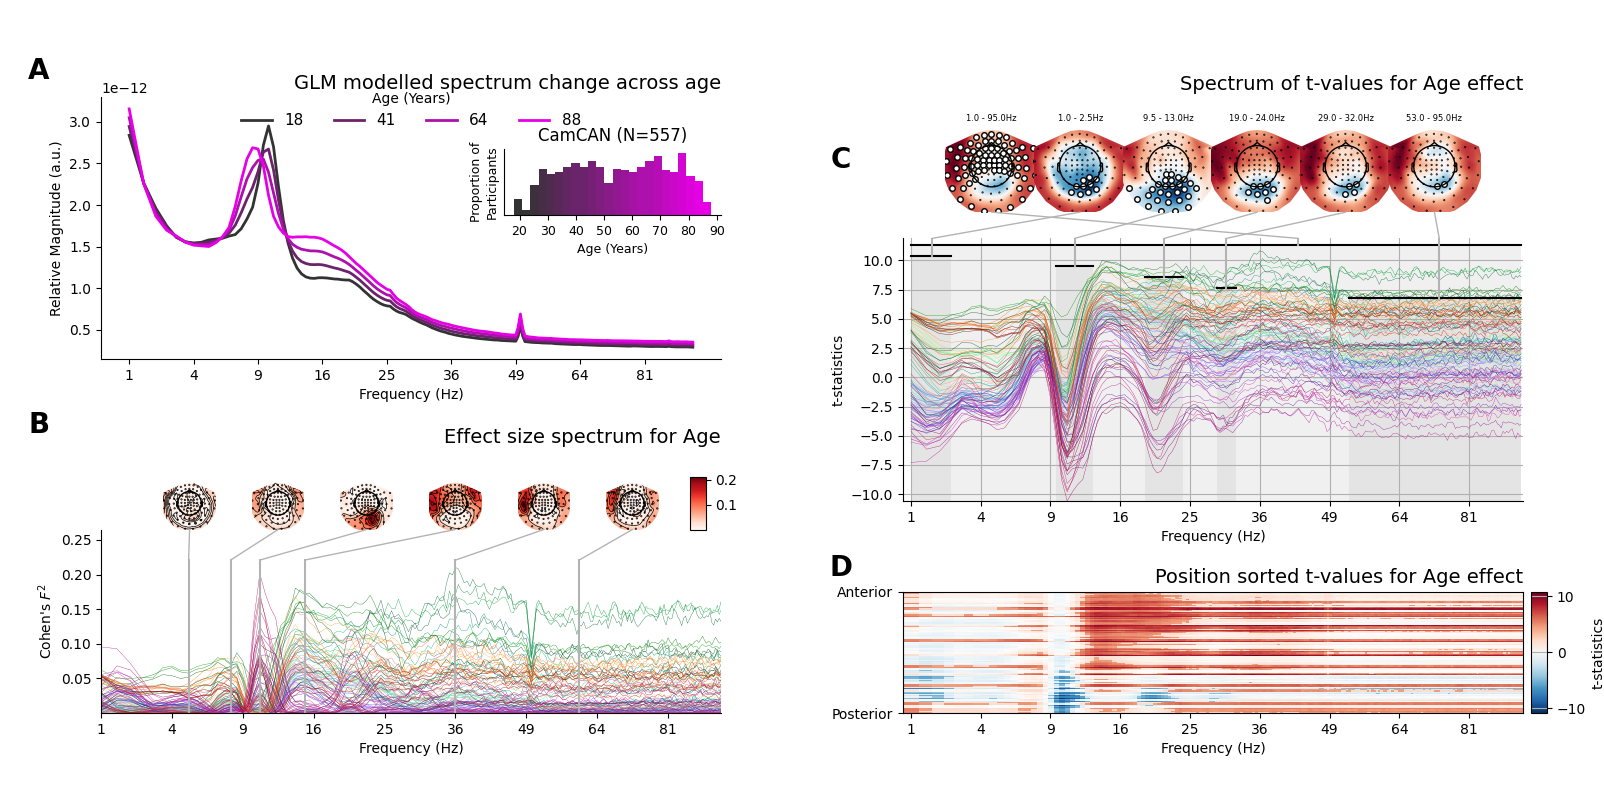 A
GLM modelled spectrum change across age
1e−12
Age (Years)
18 41 64 88
CamCAN (N=557)
Relative Magnitude (a.u.)
3.0
2.5
2.0
1.5
1.0
0.5
Proportion of
Participants
20 30 40 50 60 70 80 90
Age (Years)
1 4 9 16 25 36 49 64 81
Frequency (Hz)
B
Effect size spectrum for Age
0.2
0.1
Cohen's F²
0.25
0.20
0.15
0.10
0.05
1 4 9 16 25 36 49 64 81
Frequency (Hz)
C
Spectrum of t-values for Age effect
1.0 - 95.0Hz 1.0 - 2.5Hz 9.5 - 13.0Hz 19.0 - 24.0Hz 29.0 - 32.0Hz 53.0 - 95.0Hz
t-statistics
10.0
7.5
5.0
2.5
0.0
−2.5
−5.0
−7.5
−10.0
1 4 9 16 25 36 49 64 81
Frequency (Hz)
D
Position sorted t-values for Age effect
Anterior
Posterior
10
0
−10
t-statistics
1 4 9 16 25 36 49 64 81
Frequency (Hz)